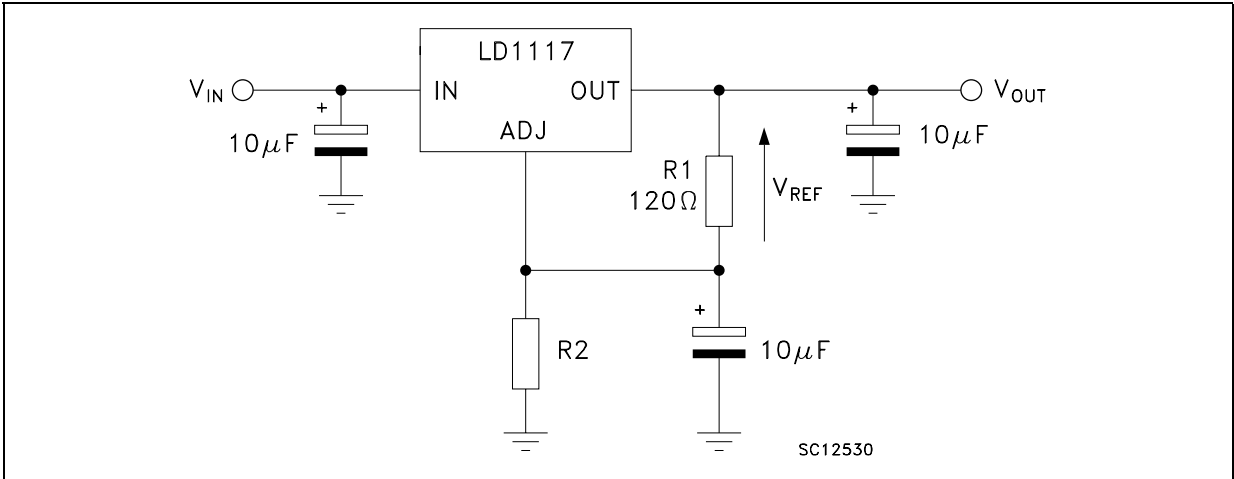 LD1117
V_IN
IN
OUT
V_OUT
+
10µF
ADJ
+
10µF
R1
120Ω
V_REF
+
R2
10µF
SC12530